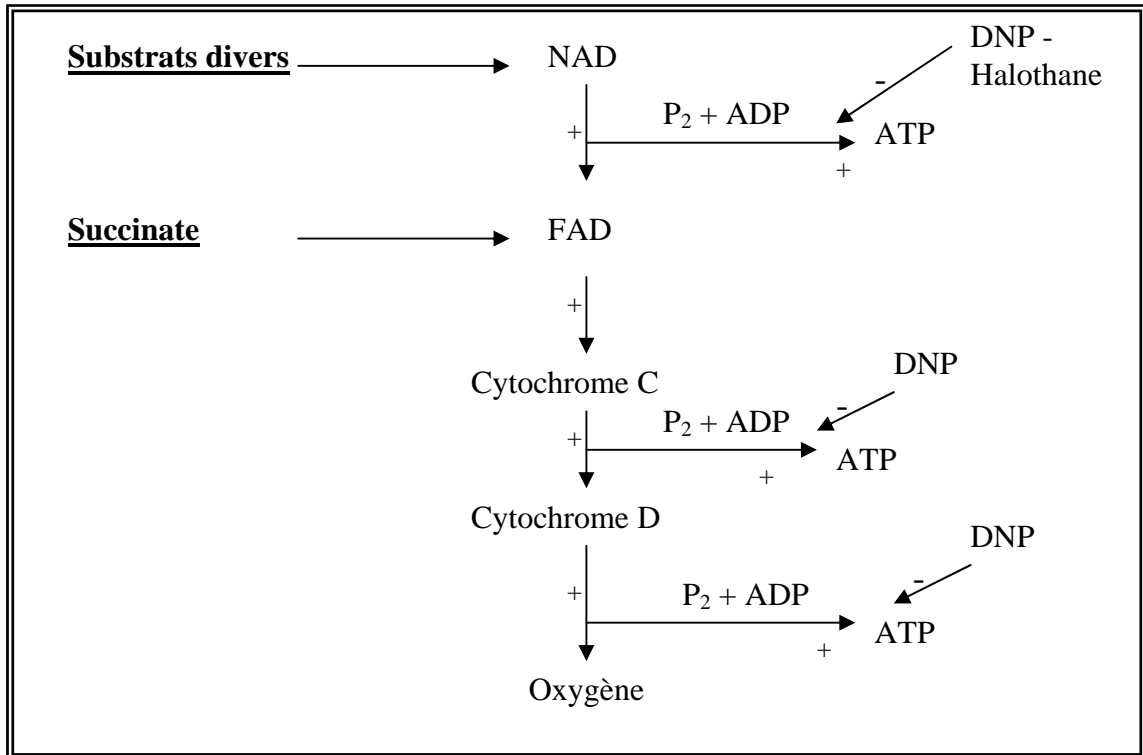 Substrats divers NAD DNP -
Halothane
-
P₂ + ADP
+ ATP
+
Succinate FAD
+
DNP
Cytochrome C
-
P₂ + ADP
+ ATP
+
Cytochrome D
DNP
-
P₂ + ADP
+ ATP
+
Oxygène